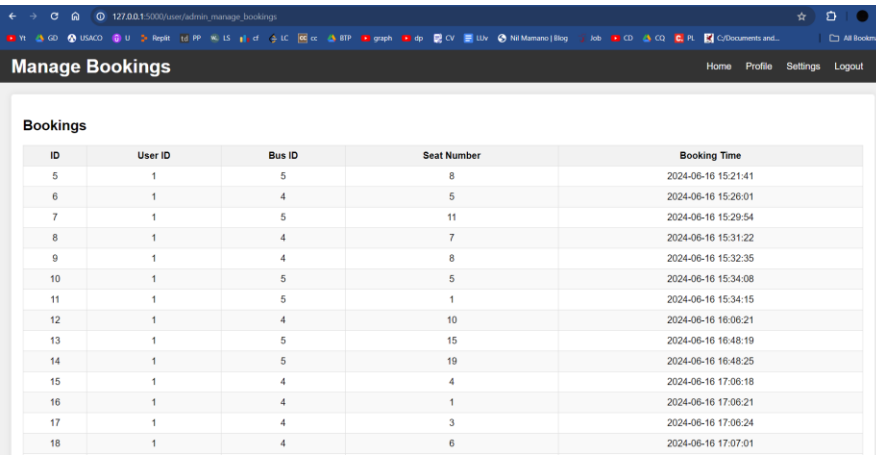 127.0.0.1:5000/user/admin_manage_bookings
Yt GD USACO U Replit PP LS cf LC cc BTP graph dp CV LUv Nil Mamano | Blog Job CD CQ PL C/Documents and... All Bookm
Manage Bookings Home Profile Settings Logout
Bookings
ID User ID Bus ID Seat Number Booking Time
5 1 5 8 2024-06-16 15:21:41
6 1 4 5 2024-06-16 15:26:01
7 1 5 11 2024-06-16 15:29:54
8 1 4 7 2024-06-16 15:31:22
9 1 4 8 2024-06-16 15:32:35
10 1 5 5 2024-06-16 15:34:08
11 1 5 1 2024-06-16 15:34:15
12 1 4 10 2024-06-16 16:06:21
13 1 5 15 2024-06-16 16:48:19
14 1 5 19 2024-06-16 16:48:25
15 1 4 4 2024-06-16 17:06:18
16 1 4 1 2024-06-16 17:06:21
17 1 4 3 2024-06-16 17:06:24
18 1 4 6 2024-06-16 17:07:01